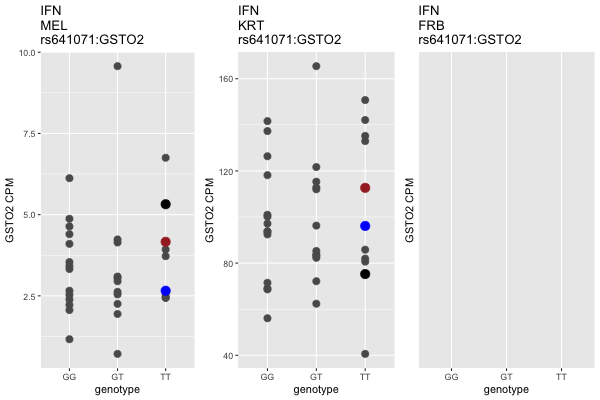 IFN
MEL
rs641071:GSTO2
GSTO2 CPM
10.0
7.5
5.0
2.5
GG GT TT
genotype
IFN
KRT
rs641071:GSTO2
GSTO2 CPM
160
120
80
40
GG GT TT
genotype
IFN
FRB
rs641071:GSTO2
GSTO2 CPM
GG GT TT
genotype